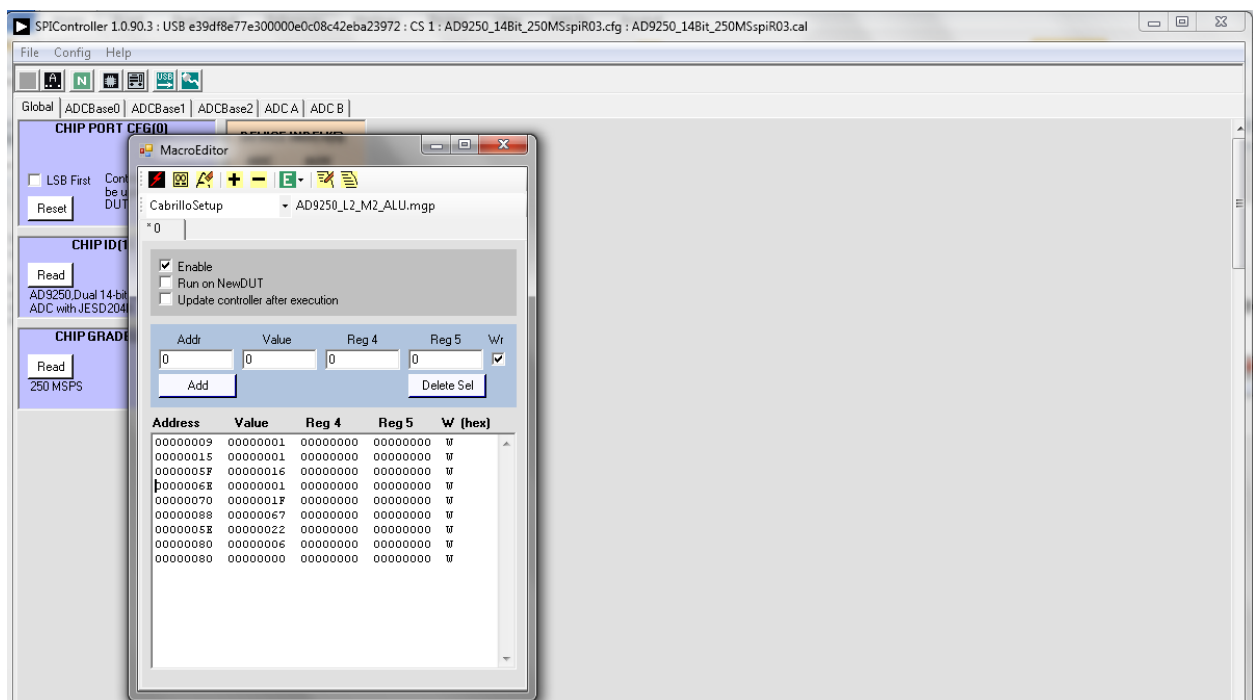 SPIController 1.0.90.3 : USB e39df8e77e300000e0c08c42eba23972 : CS 1 : AD9250_14Bit_250MSspiR03.cfg : AD9250_14Bit_250MSspiR03.cal
File Config Help
Global ADCBase0 ADCBase1 ADCBase2 ADC A ADC B
CHIP PORT CFG(0)
LSB First
Reset
DUT
CHIP ID(1
Read
AD9250,Dual 14-bit
ADC with JESD204
CHIP GRADE
Read
250 MSPS
MacroEditor
CabrilloSetup AD9250_L2_M2_ALU.mgp
* 0
Enable
Run on NewDUT
Update controller after execution
Addr Value Reg 4 Reg 5 Wr
0 0 0 0
Add Delete Sel
Address Value Reg 4 Reg 5 W (hex)
00000009 00000001 00000000 00000000 W
00000015 00000001 00000000 00000000 W
0000005F 00000016 00000000 00000000 W
0000006E 00000001 00000000 00000000 W
00000070 0000001F 00000000 00000000 W
00000088 00000067 00000000 00000000 W
0000005E 00000022 00000000 00000000 W
00000080 00000006 00000000 00000000 W
00000080 00000000 00000000 00000000 W